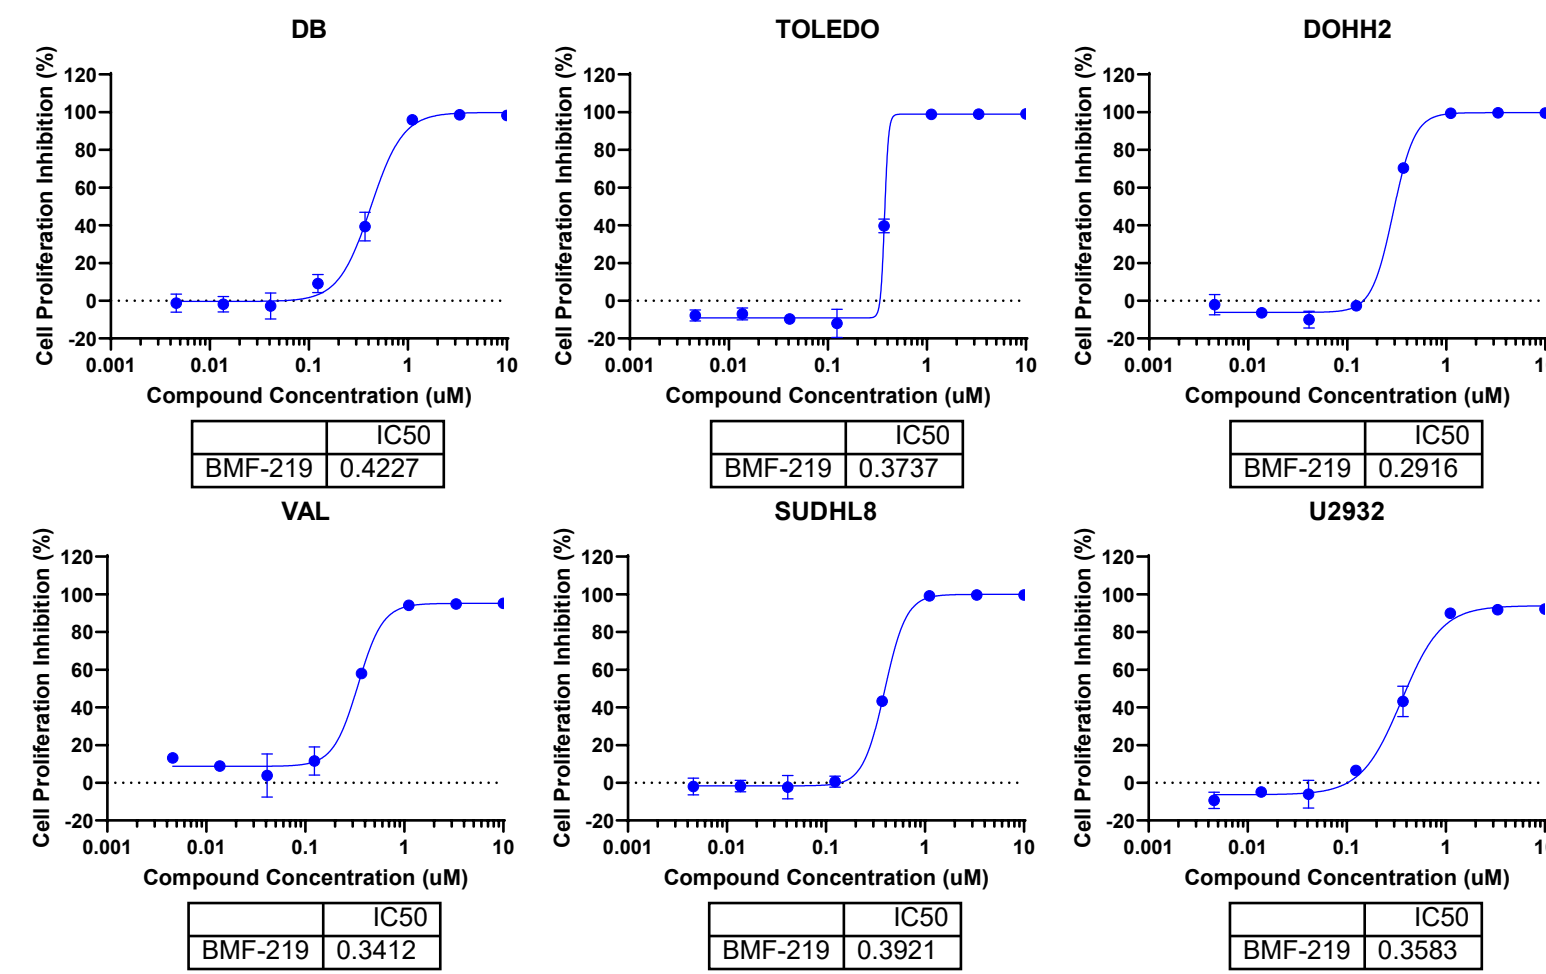 DB
Cell Proliferation Inhibition (%)
120
100
80
60
40
20
0
-20
0.001 0.01 0.1 1 10
Compound Concentration (uM)
IC50
BMF-219 0.4227
TOLEDO
Cell Proliferation Inhibition (%)
120
100
80
60
40
20
0
-20
0.001 0.01 0.1 1 10
Compound Concentration (uM)
IC50
BMF-219 0.3737
DOHH2
Cell Proliferation Inhibition (%)
120
100
80
60
40
20
0
-20
0.001 0.01 0.1 1 1
Compound Concentration (uM)
IC50
BMF-219 0.2916
VAL
Cell Proliferation Inhibition (%)
120
100
80
60
40
20
0
-20
0.001 0.01 0.1 1 10
Compound Concentration (uM)
IC50
BMF-219 0.3412
SUDHL8
Cell Proliferation Inhibition (%)
120
100
80
60
40
20
0
-20
0.001 0.01 0.1 1 10
Compound Concentration (uM)
IC50
BMF-219 0.3921
U2932
Cell Proliferation Inhibition (%)
120
100
80
60
40
20
0
-20
0.001 0.01 0.1 1 1
Compound Concentration (uM)
IC50
BMF-219 0.3583